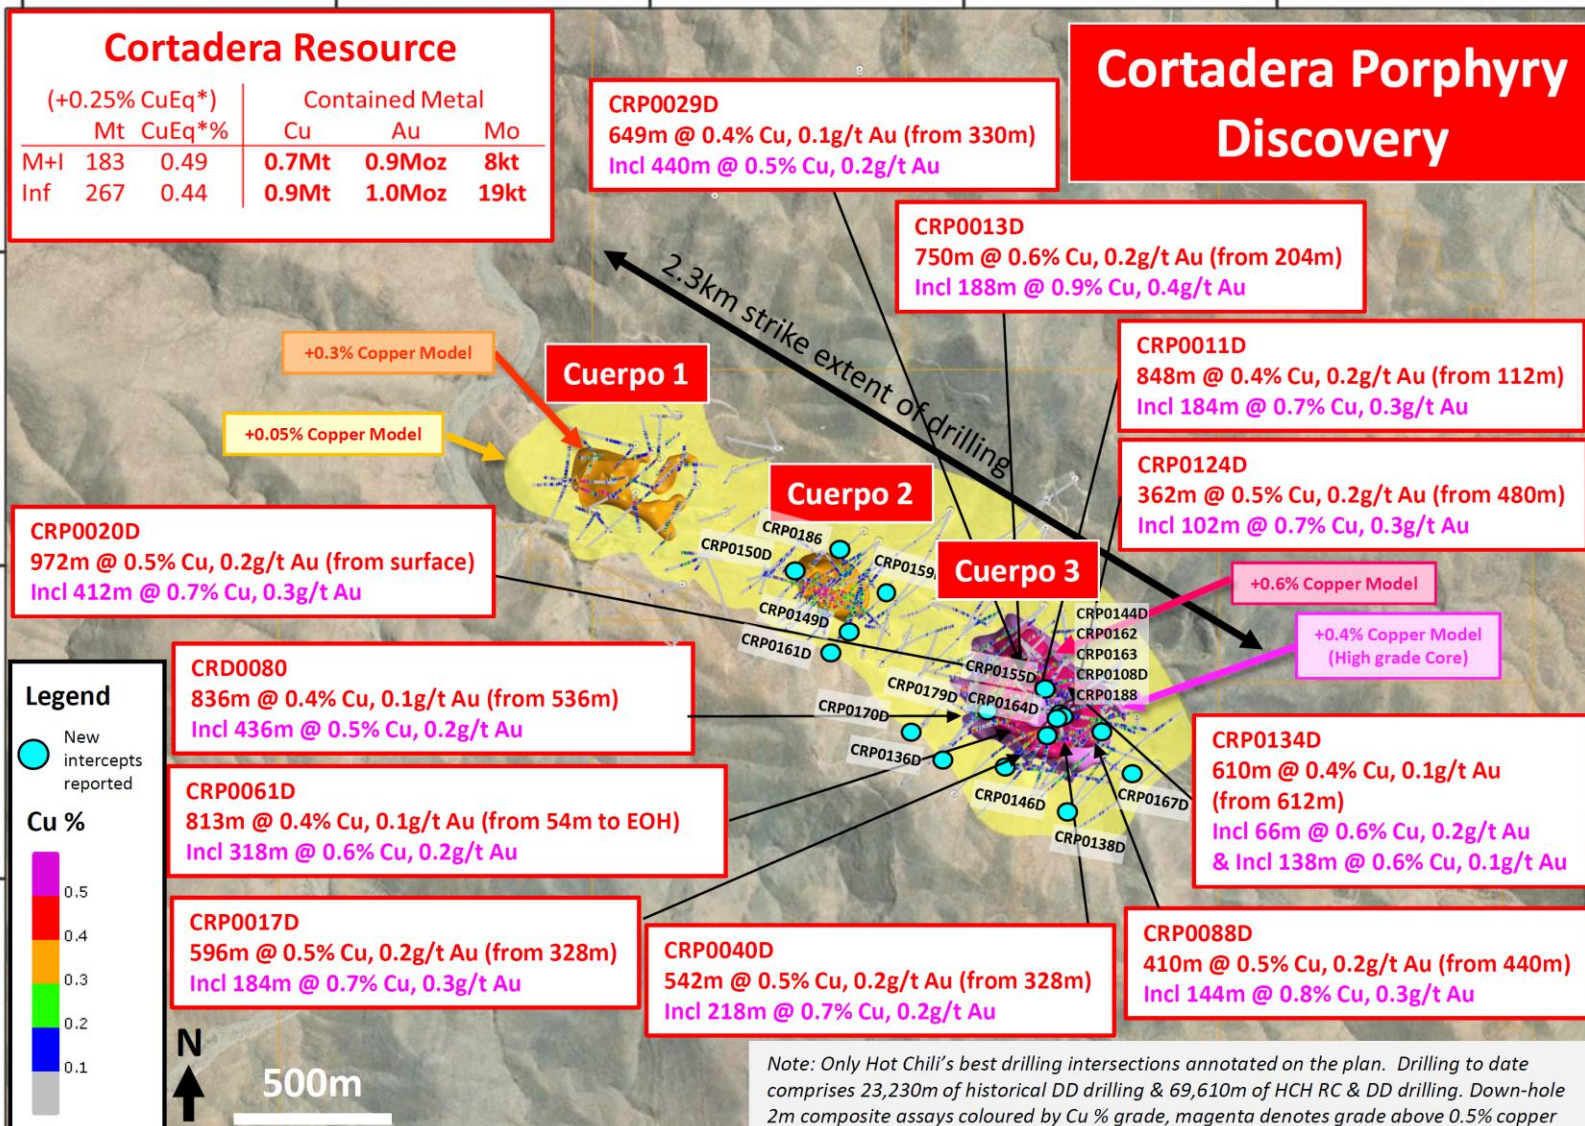 Cortadera Resource
(+0.25% CuEq*) Contained Metal
Mt CuEq*% Cu Au Mo
M+I 183 0.49 0.7Mt 0.9Moz 8kt
Inf 267 0.44 0.9Mt 1.0Moz 19kt
Cortadera Porphyry
Discovery
CRP0029D
649m @ 0.4% Cu, 0.1g/t Au (from 330m)
Incl 440m @ 0.5% Cu, 0.2g/t Au
CRP0013D
750m @ 0.6% Cu, 0.2g/t Au (from 204m)
Incl 188m @ 0.9% Cu, 0.4g/t Au
2.3km strike extent of drilling
+0.3% Copper Model
Cuerpo 1
CRP0011D
848m @ 0.4% Cu, 0.2g/t Au (from 112m)
Incl 184m @ 0.7% Cu, 0.3g/t Au
+0.05% Copper Model
CRP0124D
362m @ 0.5% Cu, 0.2g/t Au (from 480m)
Incl 102m @ 0.7% Cu, 0.3g/t Au
Cuerpo 2
CRP0020D
972m @ 0.5% Cu, 0.2g/t Au (from surface)
Incl 412m @ 0.7% Cu, 0.3g/t Au
CRP0186
CRP0150D
CRP0159
Cuerpo 3
+0.6% Copper Model
CRP0149D
CRP0161D
CRP0144D
CRP0162
CRP0163
CRP0108D
CRP0188
+0.4% Copper Model
(High grade Core)
CRP0155D
CRP0179D
CRP0164D
CRP0170D
CRP0136D
CRP0146D
CRP0167D
CRP0138D
CRD0080
836m @ 0.4% Cu, 0.1g/t Au (from 536m)
Incl 436m @ 0.5% Cu, 0.2g/t Au
CRP0134D
610m @ 0.4% Cu, 0.1g/t Au
(from 612m)
Incl 66m @ 0.6% Cu, 0.2g/t Au
& Incl 138m @ 0.6% Cu, 0.1g/t Au
CRP0061D
813m @ 0.4% Cu, 0.1g/t Au (from 54m to EOH)
Incl 318m @ 0.6% Cu, 0.2g/t Au
CRP0017D
596m @ 0.5% Cu, 0.2g/t Au (from 328m)
Incl 184m @ 0.7% Cu, 0.3g/t Au
CRP0040D
542m @ 0.5% Cu, 0.2g/t Au (from 328m)
Incl 218m @ 0.7% Cu, 0.2g/t Au
CRP0088D
410m @ 0.5% Cu, 0.2g/t Au (from 440m)
Incl 144m @ 0.8% Cu, 0.3g/t Au
Legend
New
intercepts
reported
Cu %
0.5
0.4
0.3
0.2
0.1
N
500m
Note: Only Hot Chili's best drilling intersections annotated on the plan. Drilling to date
comprises 23,230m of historical DD drilling & 69,610m of HCH RC & DD drilling. Down-hole
2m composite assays coloured by Cu % grade, magenta denotes grade above 0.5% copper